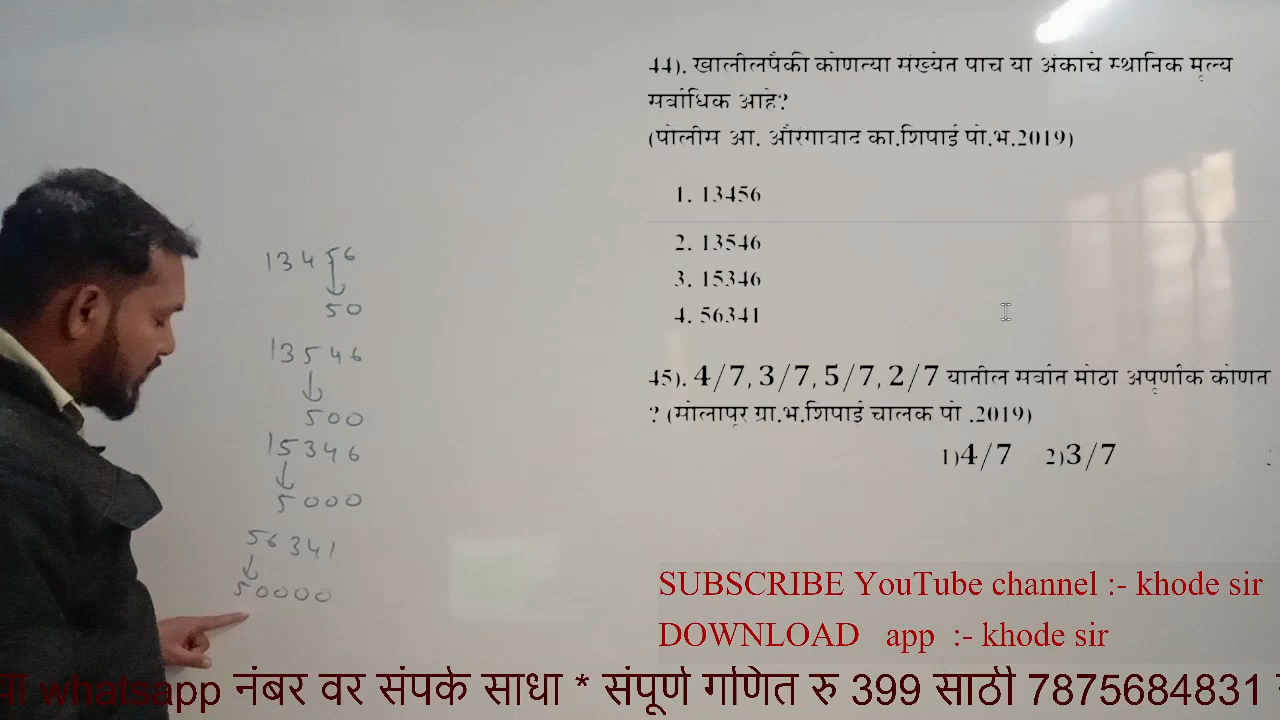 44). खालीलपैकी कोणत्या संख्येत पाच या अंकाचे स्थानिक मूल्य
सर्वाधिक आहे?
(पोलीस आ. औरंगाबाद का.शिपाई पो.भ.2019)
1. 13456
2. 13546
3. 15346
4. 56341
45). 4/7, 3/7, 5/7, 2/7 यातील सर्वात मोठा अपूर्णांक कोणत
? (सोलापूर ग्रा.भ.शिपाई चालक पो .2019)
1)4/7 2)3/7
13456
50
13546
500
15346
5000
56341
50000
SUBSCRIBE YouTube channel :- khode sir
DOWNLOAD app :- khode sir
whatsapp नंबर वर संपर्क साधा * संपूर्ण गणित रु 399 साठी 7875684831